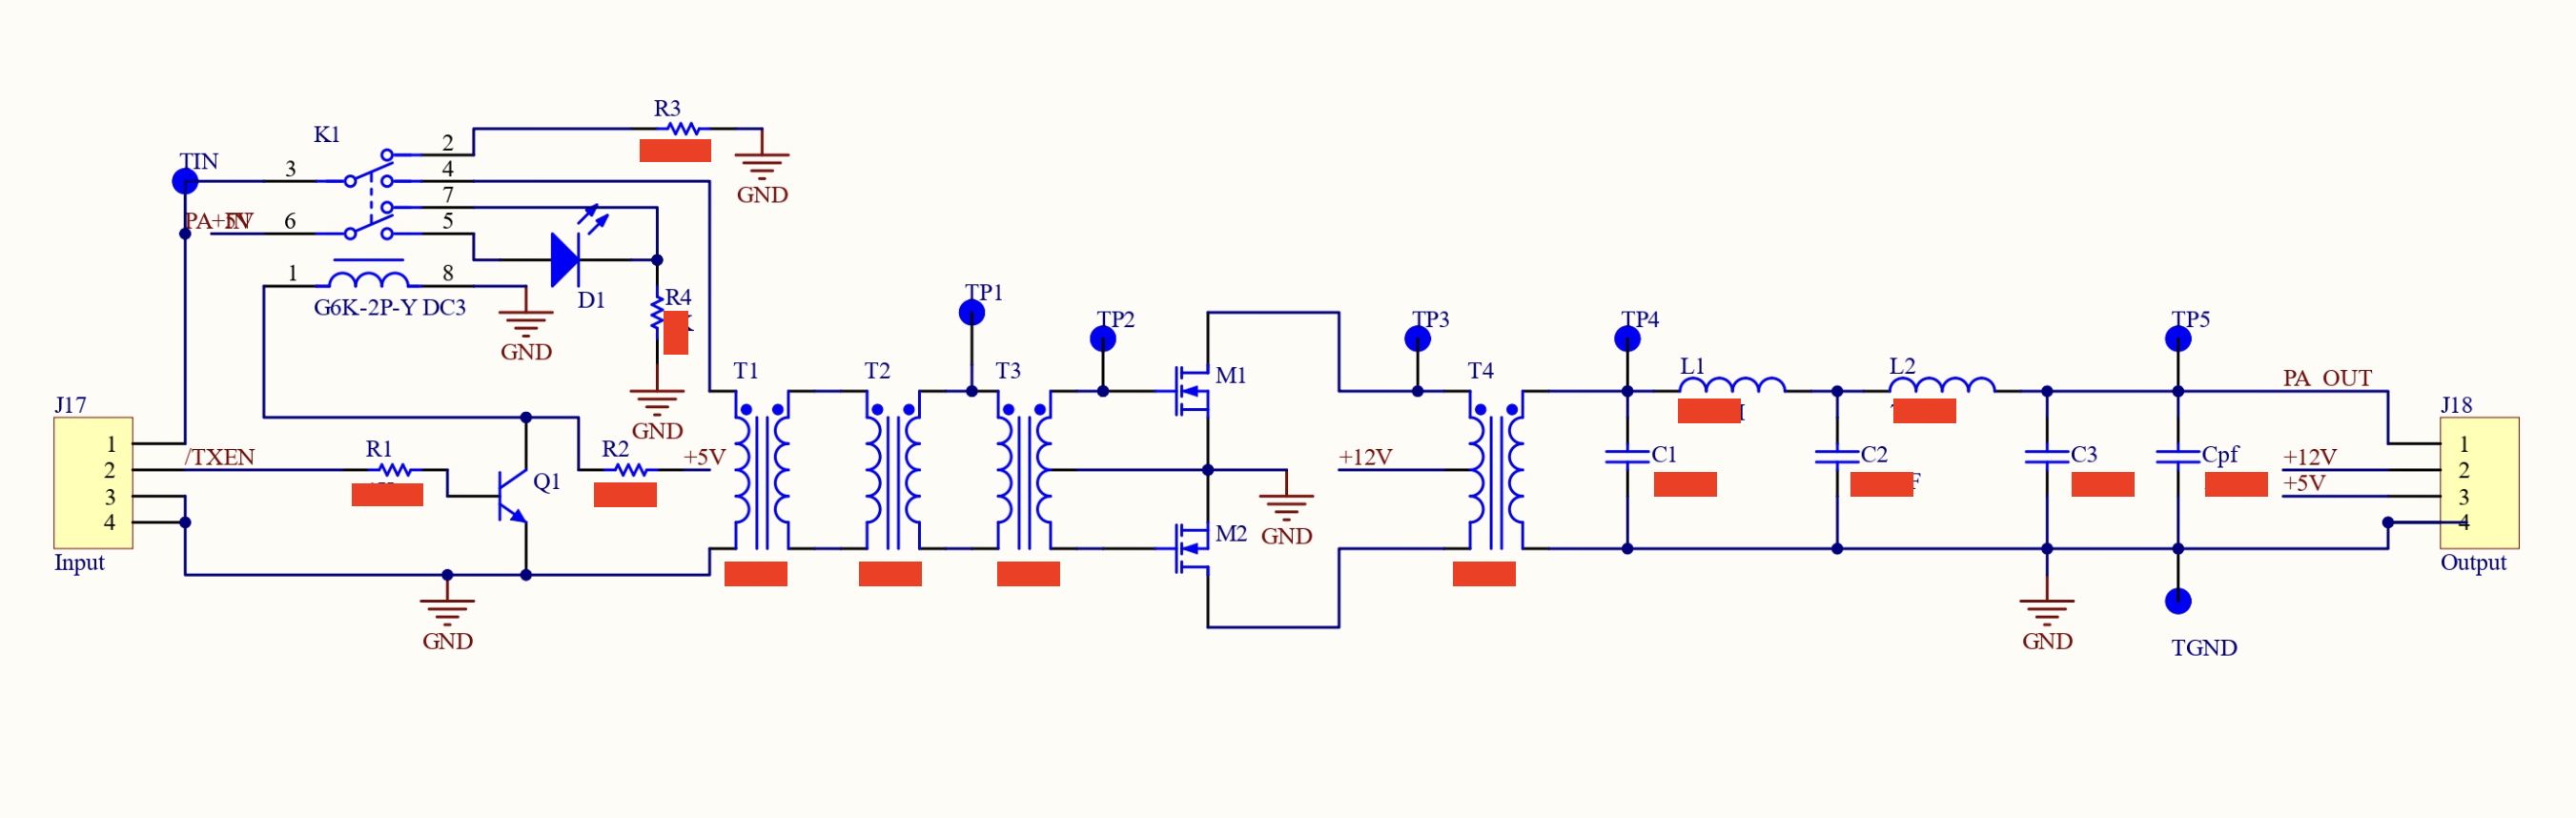 R3
K1
2
TIN
3
4
GND
7
PA+5V
6
5
1
8
G6K-2P-Y DC3
D1
R4
GND
TP1
TP2
TP3
TP4
TP5
T1
T2
T3
M1
T4
L1
L2
PA OUT
J17
GND
J18
1
/TXEN
R1
R2
+5V
+12V
C1
C2
C3
Cpf
1
2
Q1
+12V
2
3
+5V
3
4
M2
GND
4
Input
Output
GND
GND
TGND